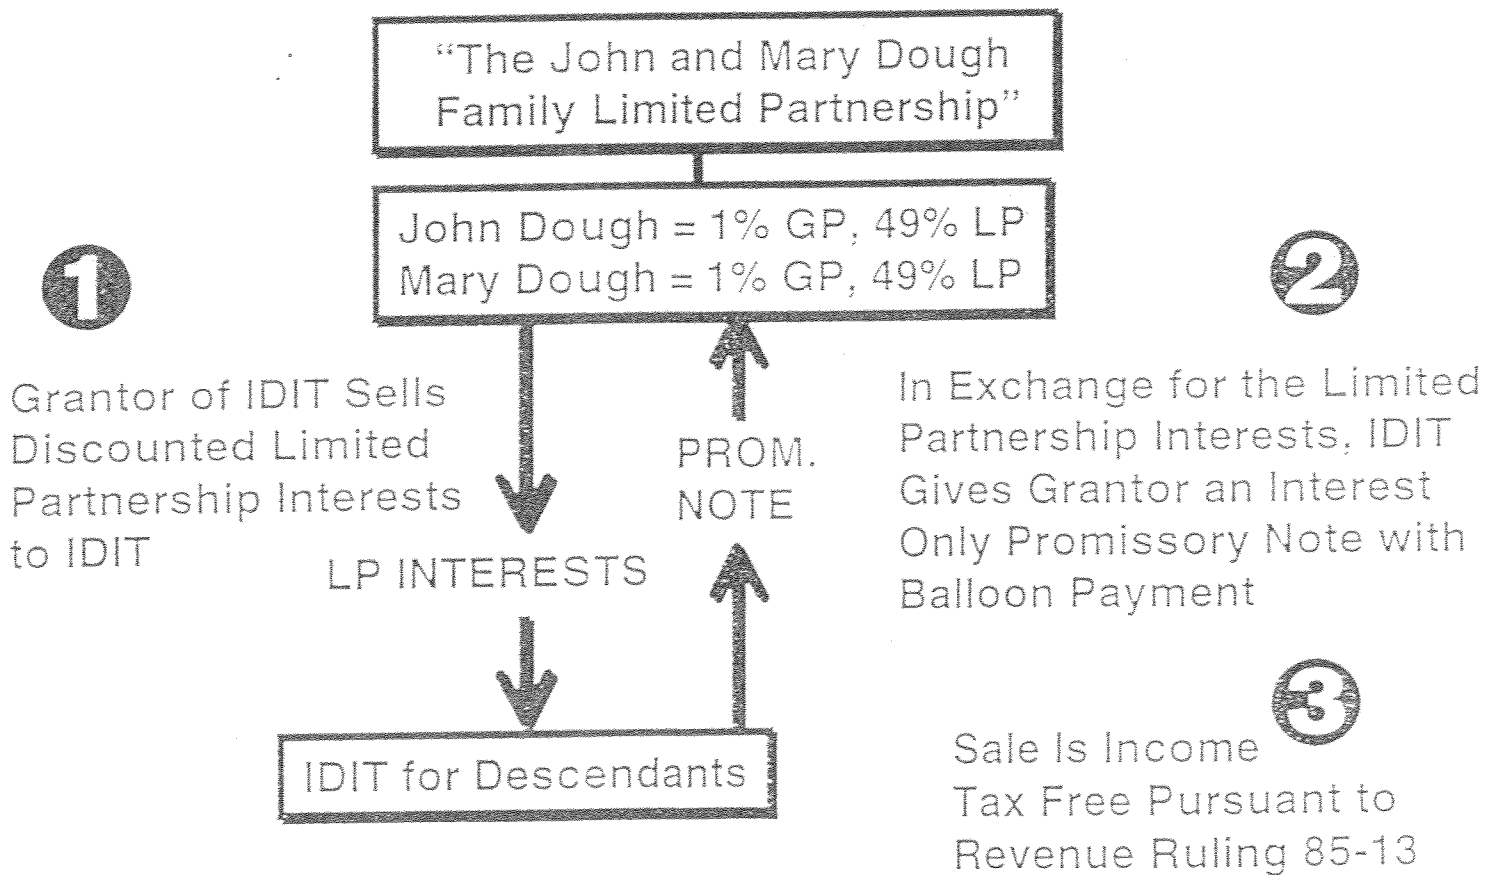 “The John and Mary Dough
Family Limited Partnership”
John Dough = 1% GP, 49% LP
Mary Dough = 1% GP, 49% LP
1
Grantor of IDIT Sells
Discounted Limited
Partnership Interests
to IDIT
LP INTERESTS
PROM.
NOTE
2
In Exchange for the Limited
Partnership Interests, IDIT
Gives Grantor an Interest
Only Promissory Note with
Balloon Payment
IDIT for Descendants
3
Sale Is Income
Tax Free Pursuant to
Revenue Ruling 85-13